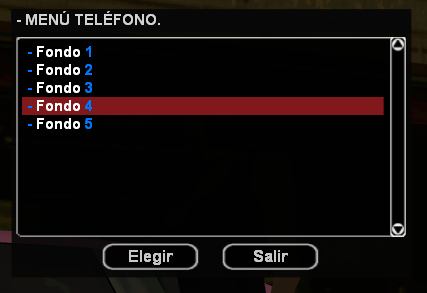 - MENÚ TELÉFONO.
- Fondo 1
- Fondo 2
- Fondo 3
- Fondo 4
- Fondo 5
Elegir Salir